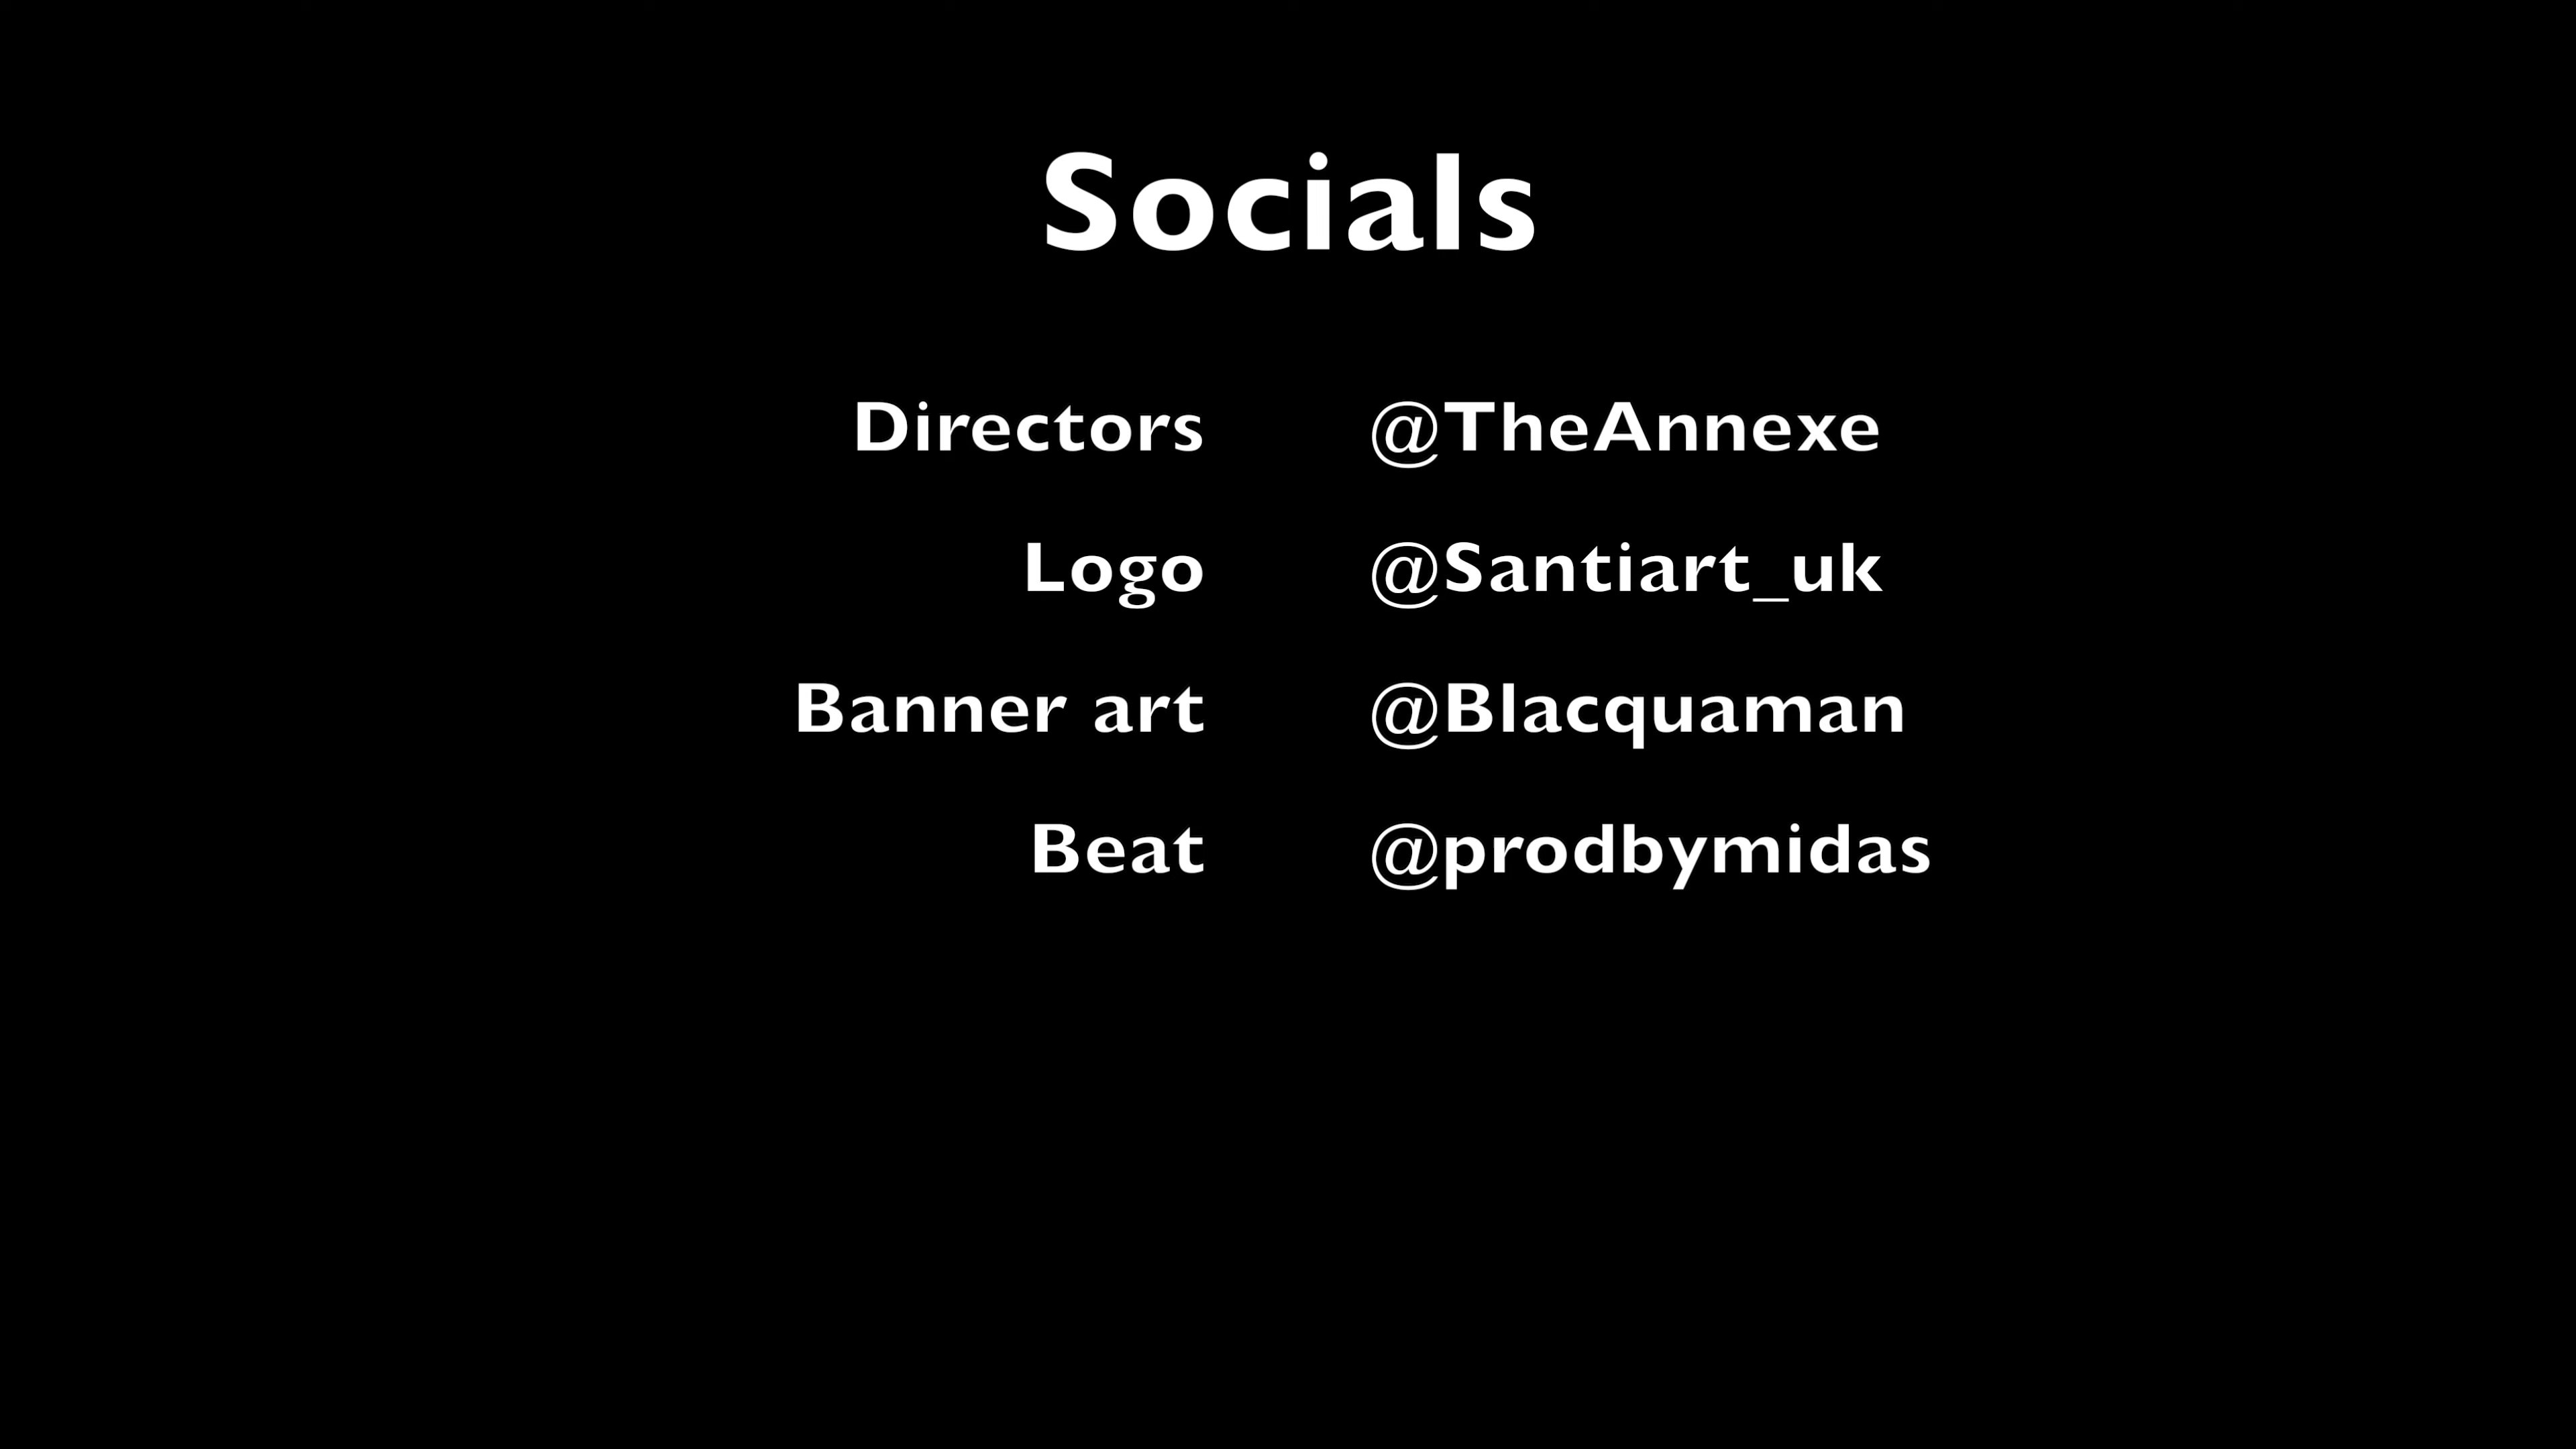 Socials
Directors @TheAnnexe
Logo @Santiart_uk
Banner art @Blacquaman
Beat @prodbymidas